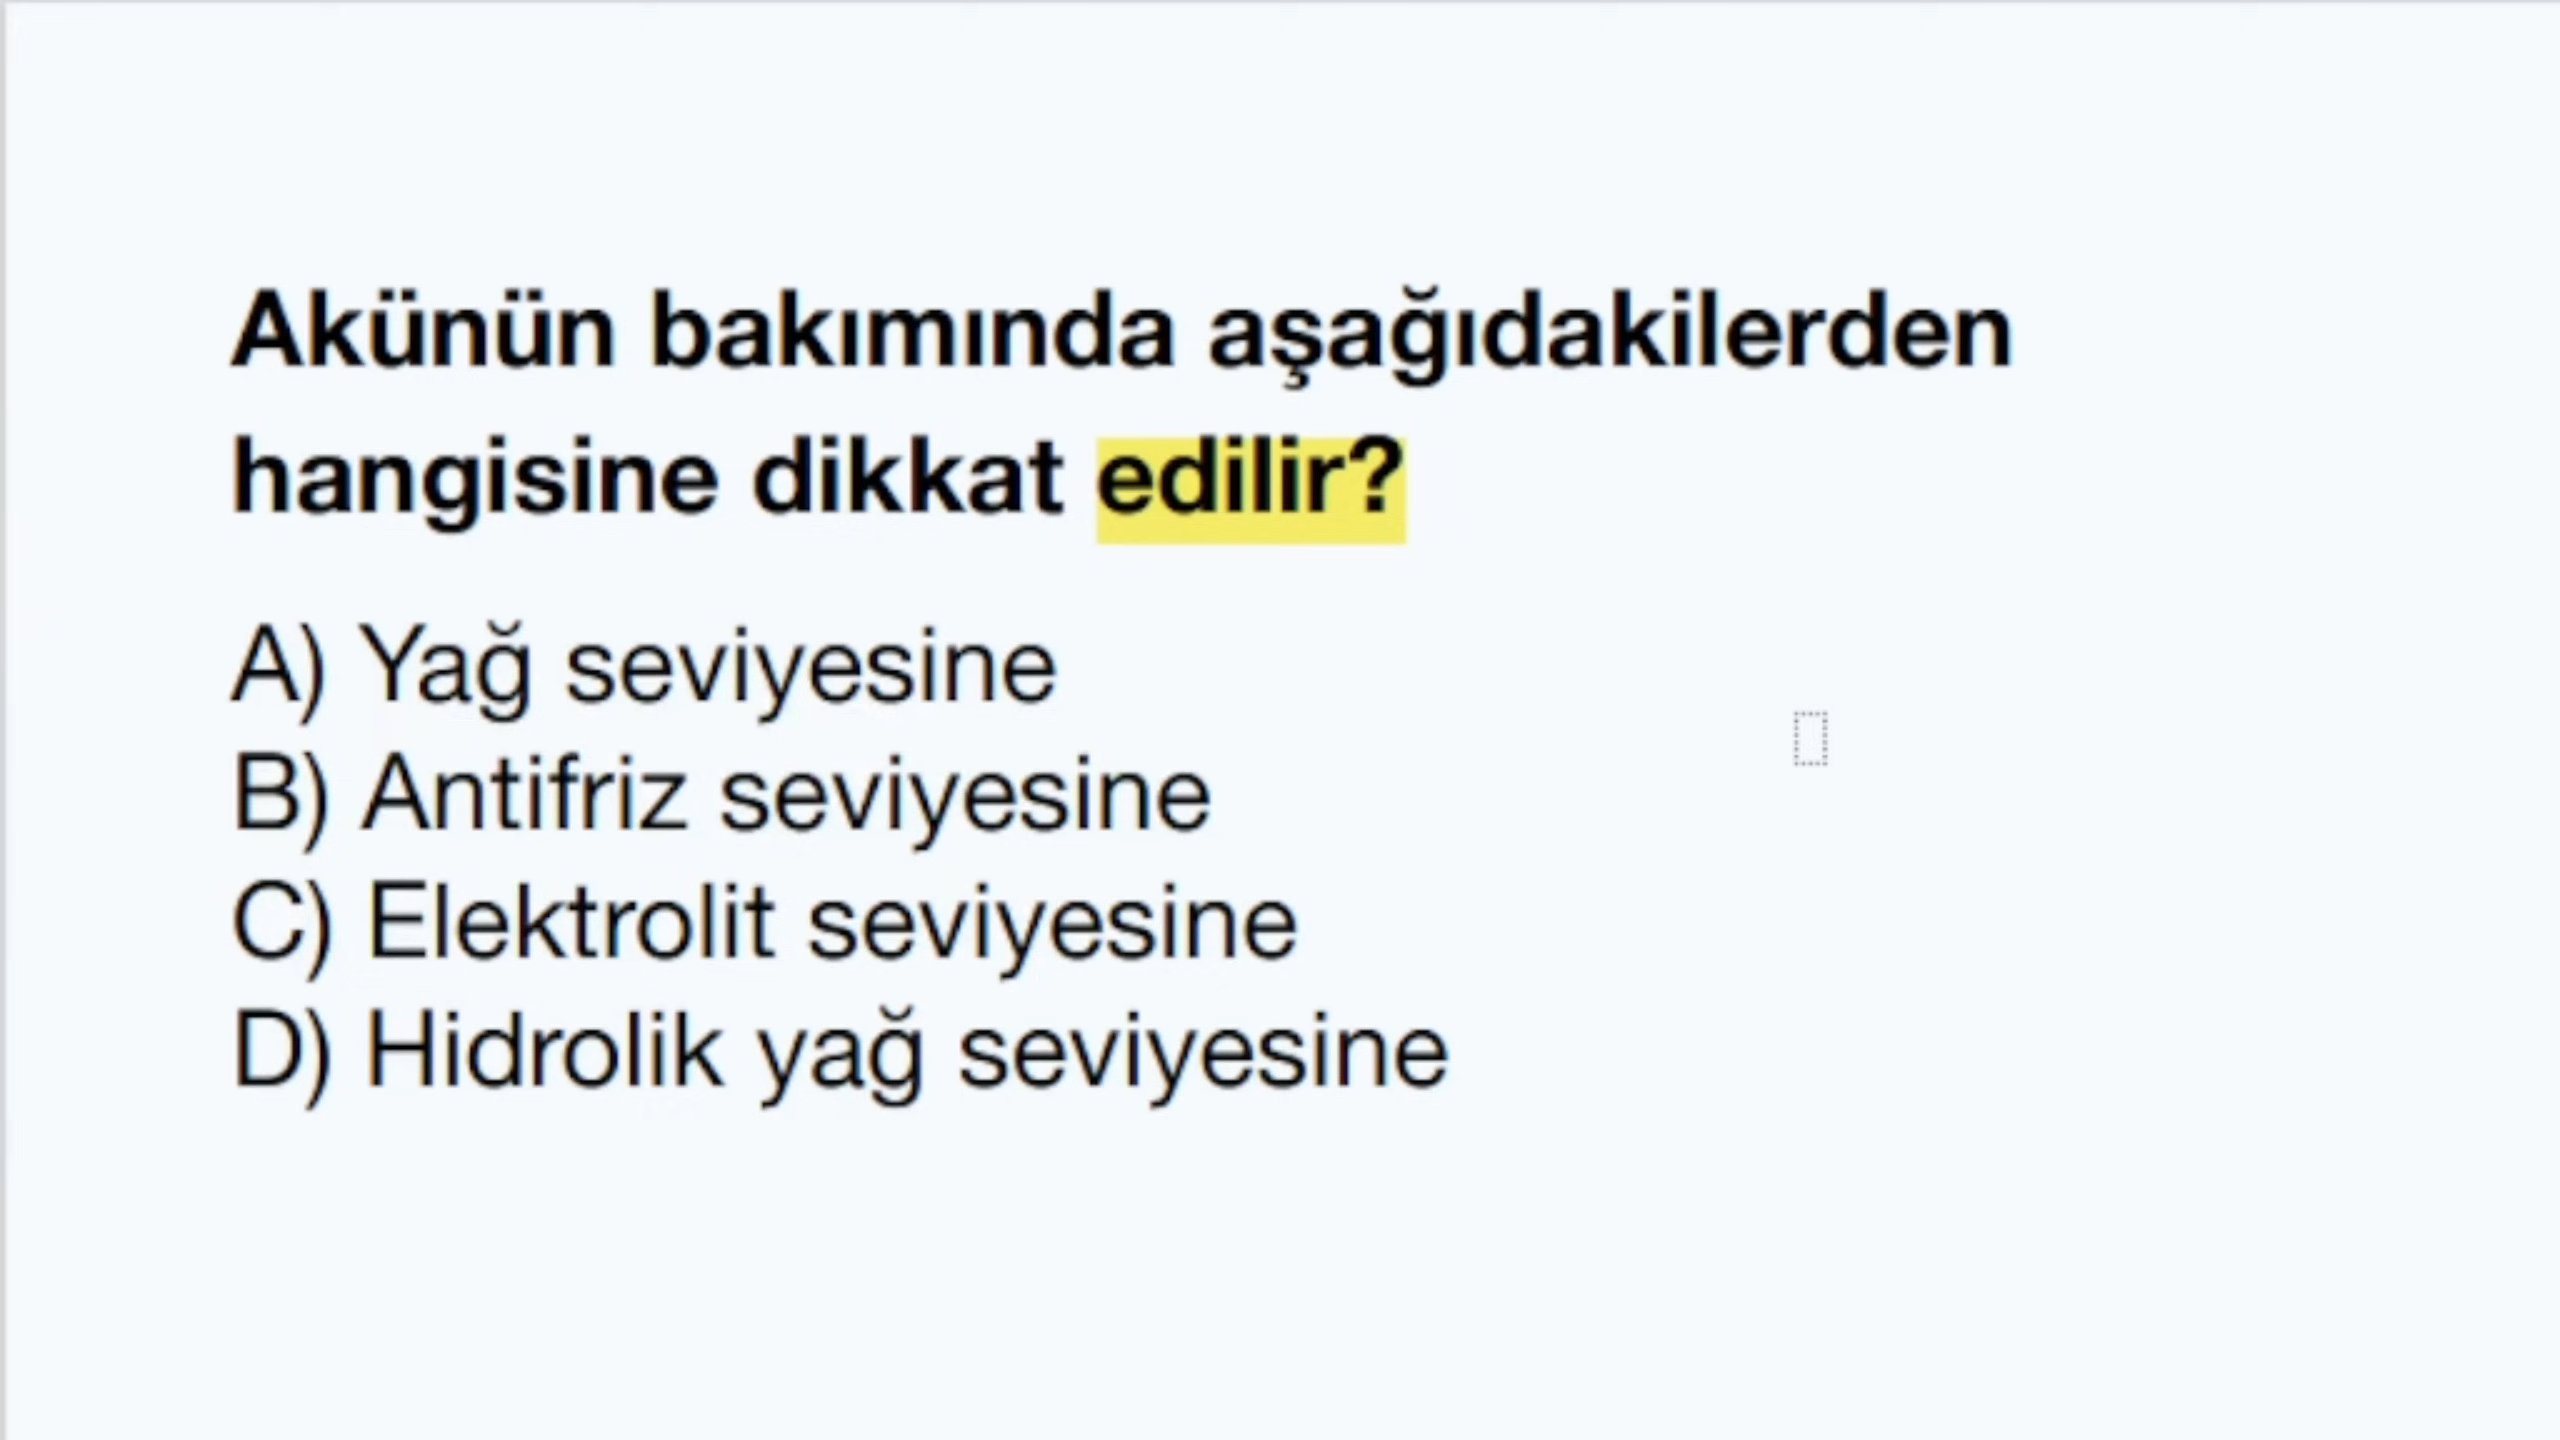 Akünün bakımında aşağıdakilerden
hangisine dikkat edilir?
A) Yağ seviyesine
B) Antifriz seviyesine
C) Elektrolit seviyesine
D) Hidrolik yağ seviyesine